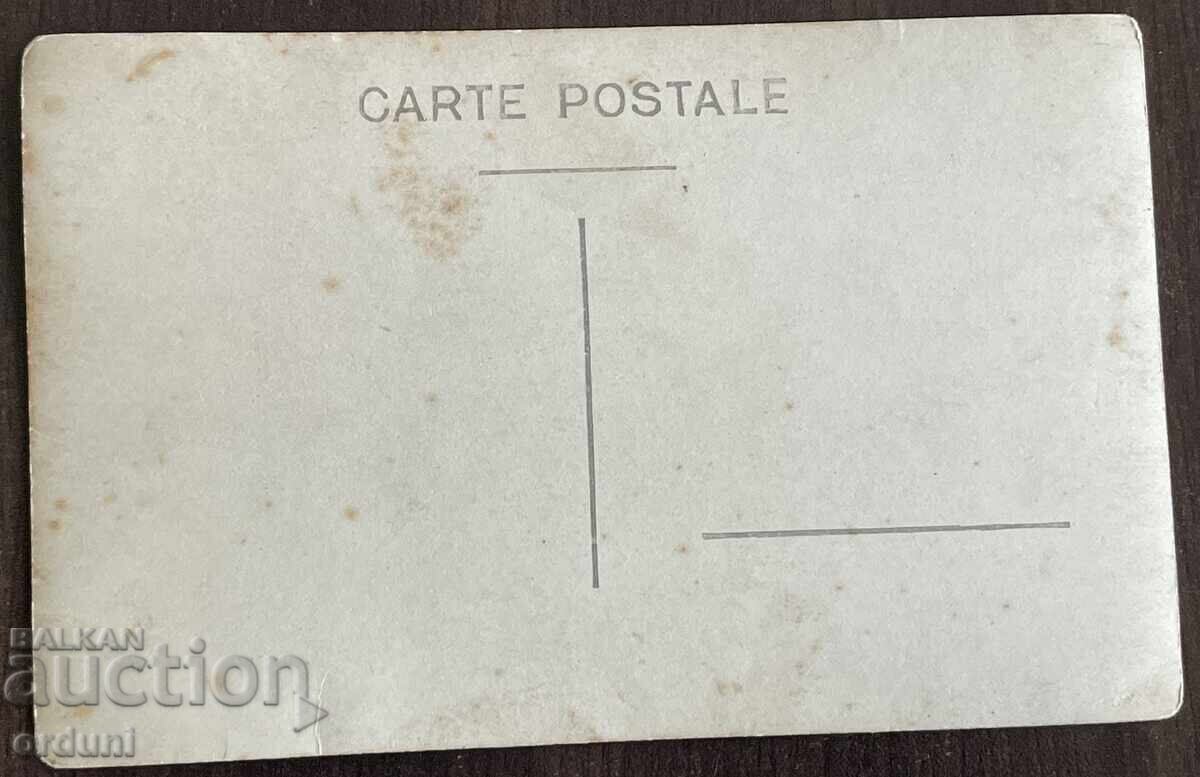 CARTE POSTALE
BALKAN
auction
orduni